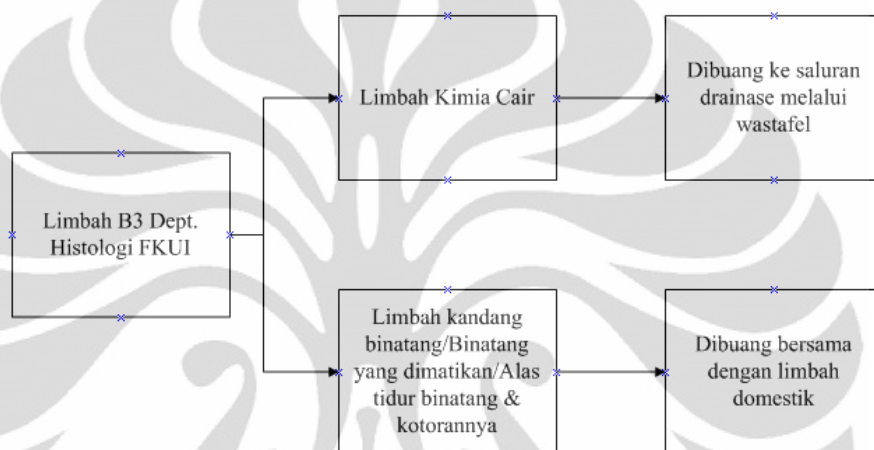 Limbah B3 Dept.
Histologi FKUI
Limbah Kimia Cair
Dibuang ke saluran
drainase melalui
wastafel
Limbah kandang
binatang/Binatang
yang dimatikan/Alas
tidur binatang &
kotorannya
Dibuang bersama
dengan limbah
domestik